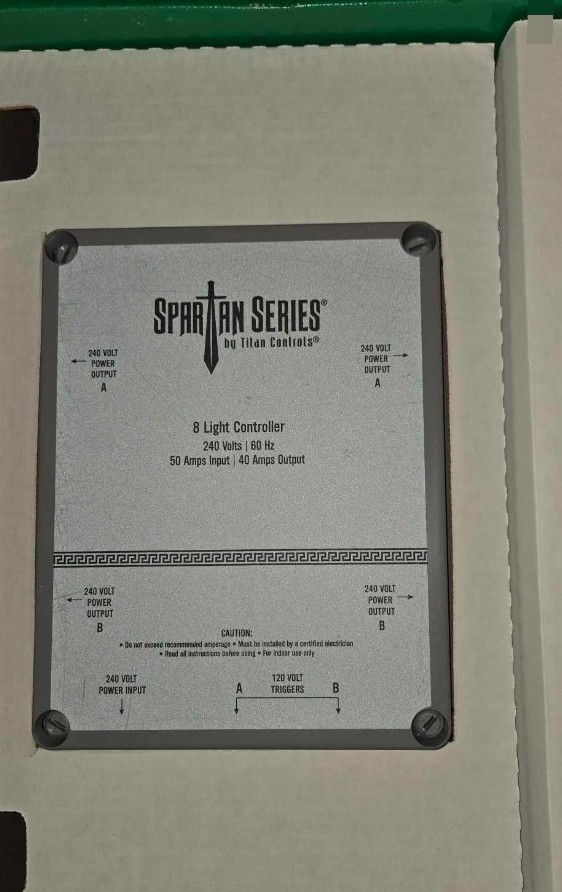 SPARTAN SERIES®
by Titan Controls®
240 VOLT
POWER
OUTPUT
A
240 VOLT
POWER
OUTPUT
A
8 Light Controller
240 Volts | 60 Hz
50 Amps Input | 40 Amps Output
240 VOLT
POWER
OUTPUT
B
240 VOLT
POWER
OUTPUT
B
CAUTION:
• Do not exceed recommended amperage • Must be installed by a certified electrician
• Read all instructions before using • For indoor use only
240 VOLT
POWER INPUT
120 VOLT
A TRIGGERS B